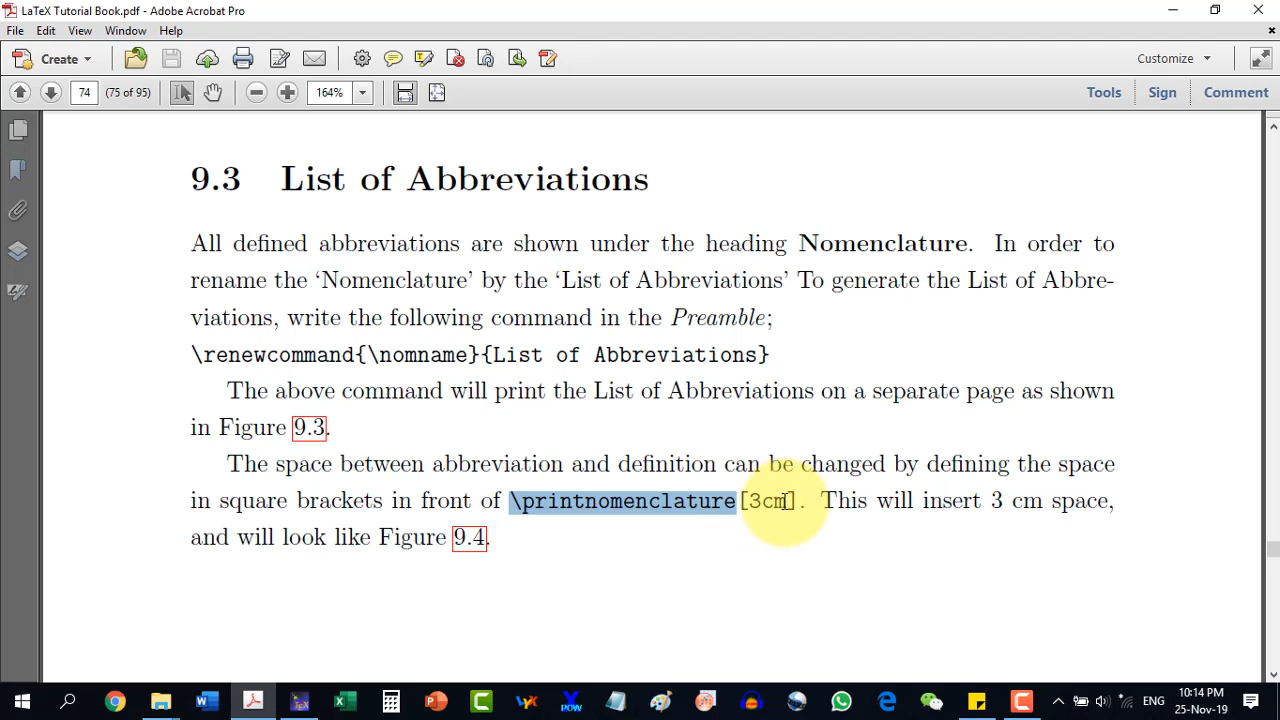 LaTeX Tutorial Book.pdf - Adobe Acrobat Pro
File Edit View Window Help
Create
Customize
74 (75 of 95) 164% Tools Sign Comment
9.3 List of Abbreviations
All defined abbreviations are shown under the heading Nomenclature. In order to
rename the ‘Nomenclature’ by the ‘List of Abbreviations’ To generate the List of Abbre-
viations, write the following command in the Preamble;
\renewcommand{\nomname}{List of Abbreviations}
The above command will print the List of Abbreviations on a separate page as shown
in Figure 9.3.
The space between abbreviation and definition can be changed by defining the space
in square brackets in front of \printnomenclature[3cm]. This will insert 3 cm space,
and will look like Figure 9.4.
ENG
10:14 PM
25-Nov-19